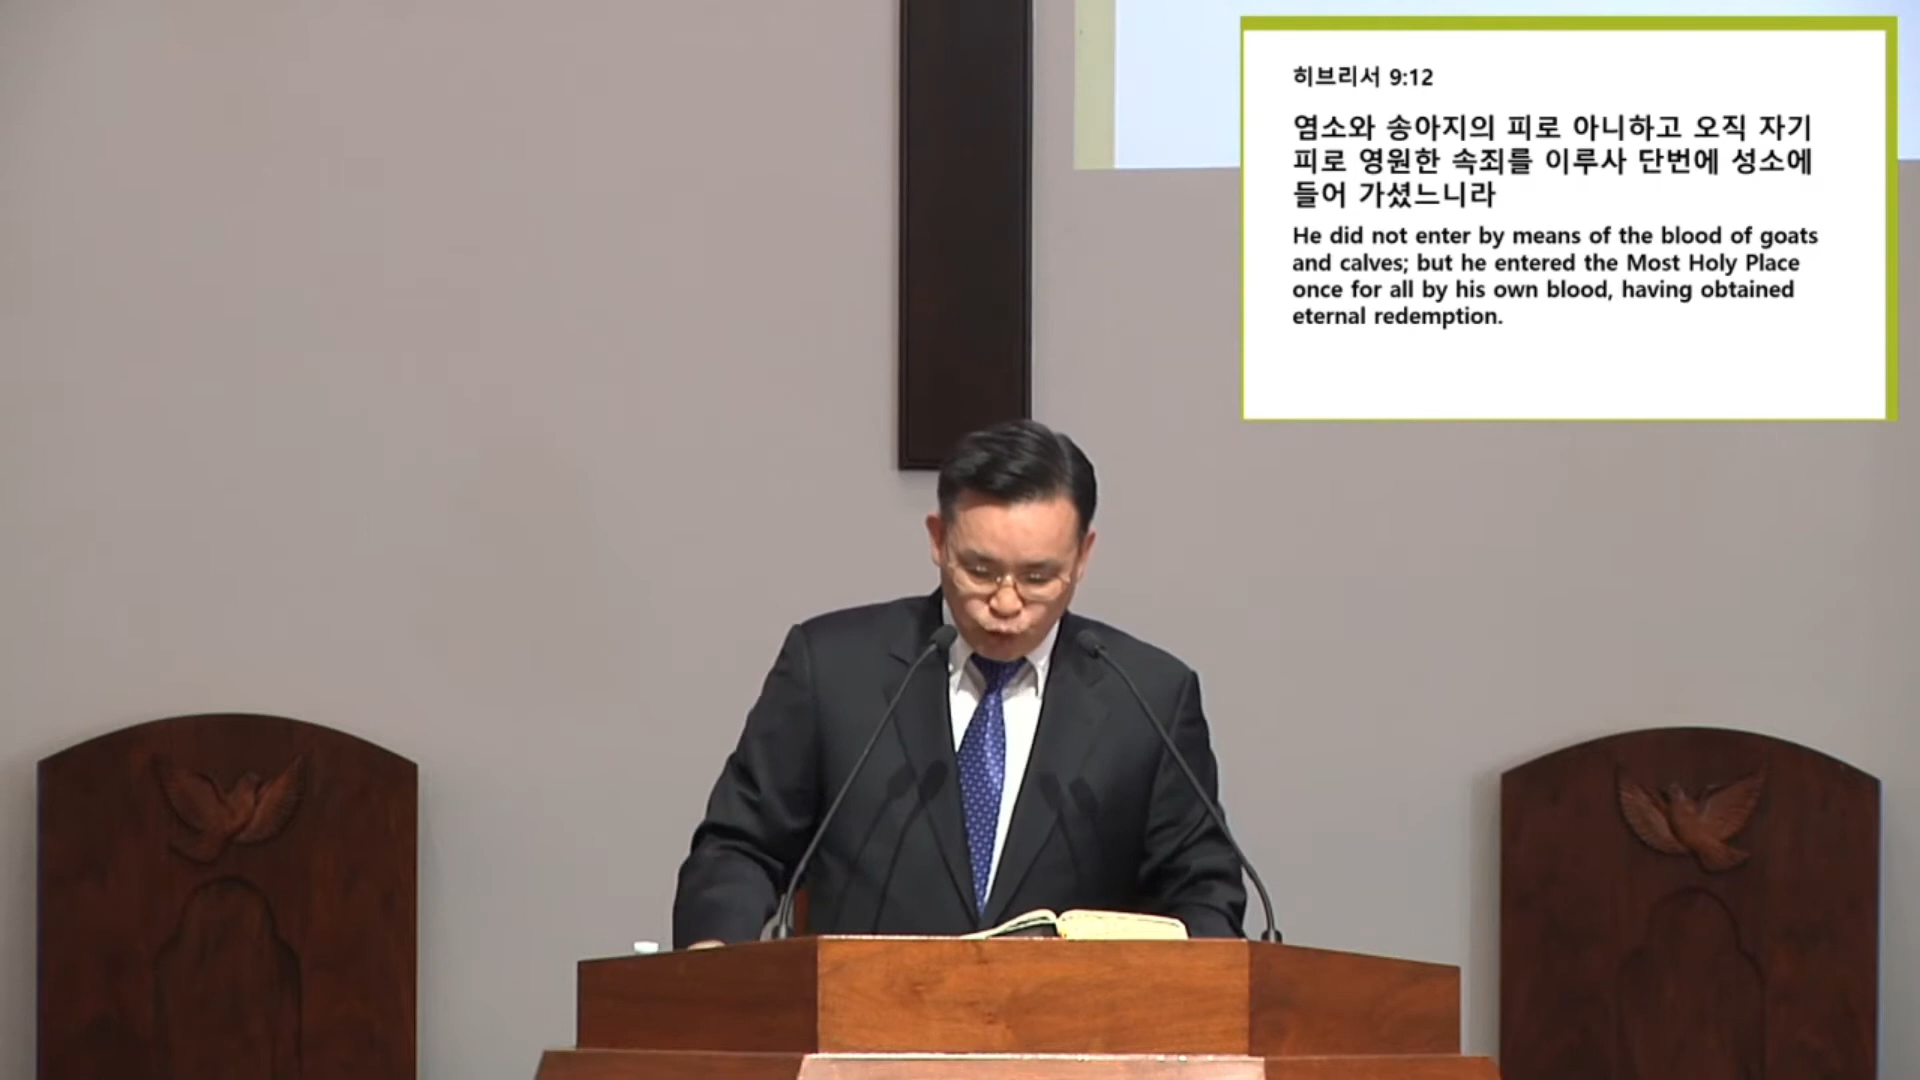 히브리서 9:12
염소와 송아지의 피로 아니하고 오직 자기
피로 영원한 속죄를 이루사 단번에 성소에
들어 가셨느니라
He did not enter by means of the blood of goats
and calves; but he entered the Most Holy Place
once for all by his own blood, having obtained
eternal redemption.